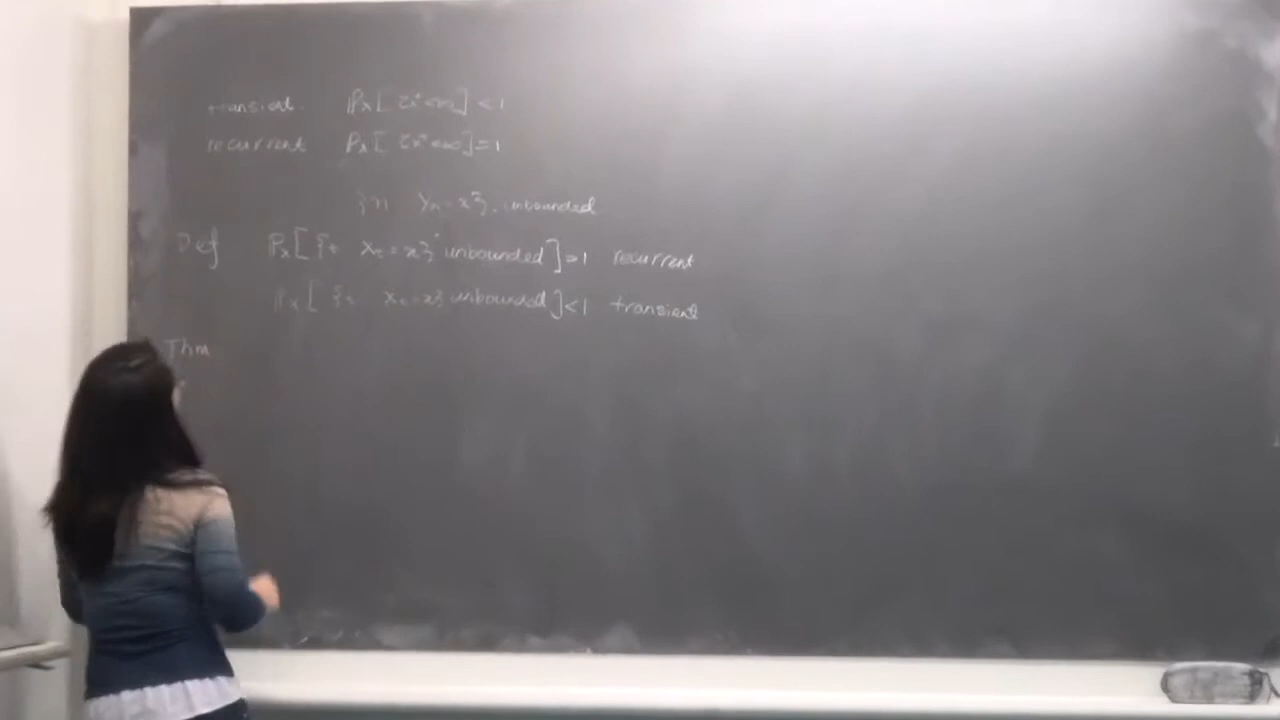 transient. ℙx[ τx⁺<∞] <1
recurrent ℙx[ τx⁺<∞]=1
{n Yn=x}. unbounded
Def ℙx[ {t Xt=x} unbounded]=1 recurrent
ℙx[ {t Xt=x} unbounded]<1 transient
Thm